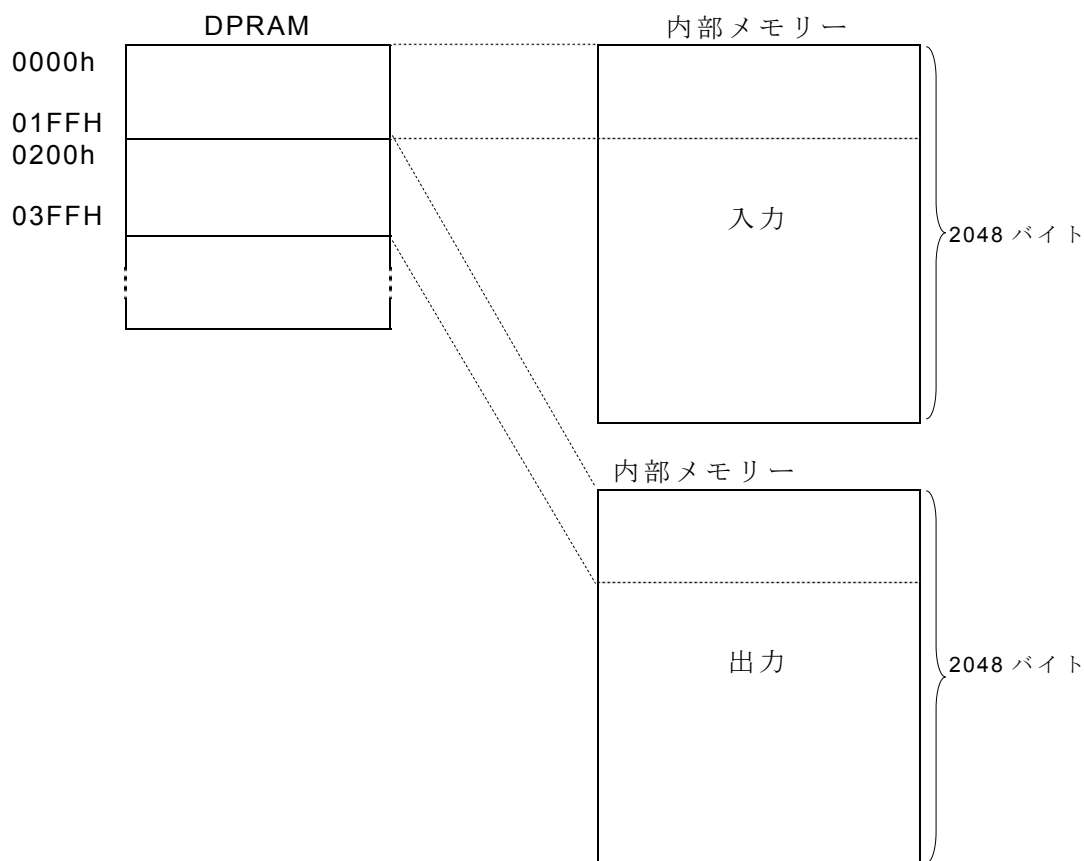 DPRAM
内部メモリー
0000h
01FFH
0200h
03FFH
入力
2048 バイト
内部メモリー
出力
2048 バイト